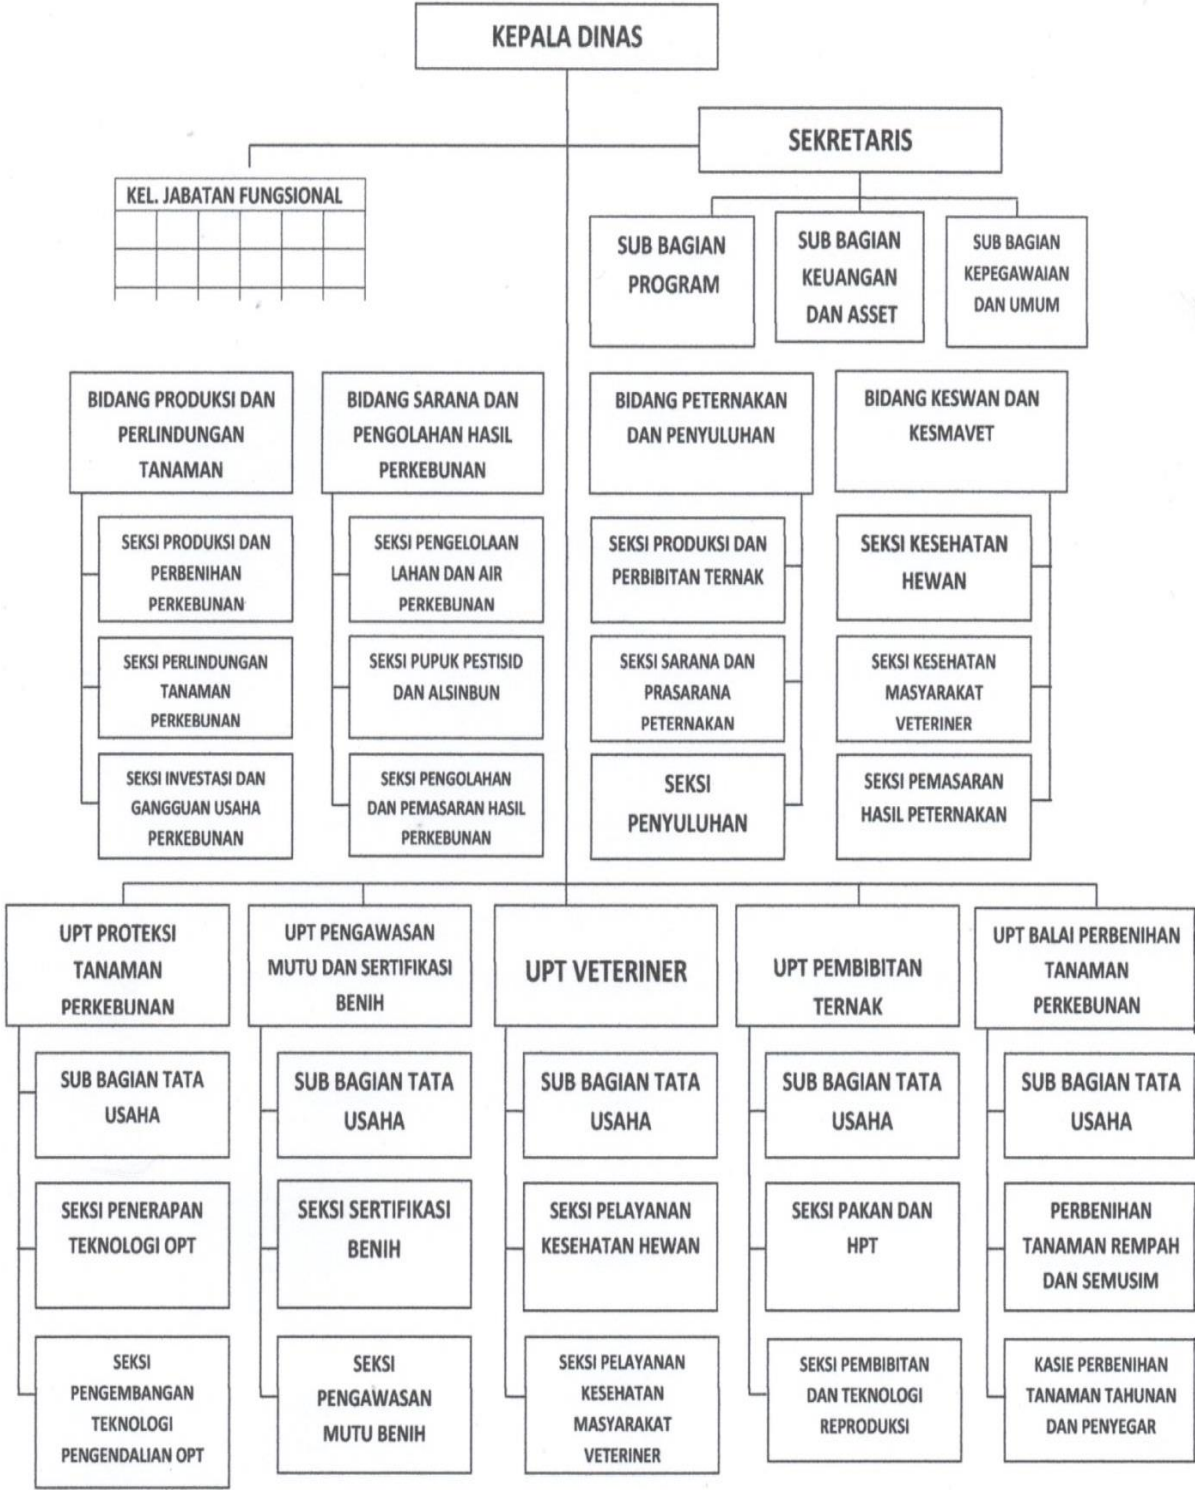 KEPALA DINAS
SEKRETARIS
KEL. JABATAN FUNGSIONAL
SUB BAGIAN
PROGRAM
SUB BAGIAN
KEUANGAN
DAN ASSET
SUB BAGIAN
KEPEGAWAIAN
DAN UMUM
BIDANG PRODUKSI DAN
PERLINDUNGAN
TANAMAN
BIDANG SARANA DAN
PENGOLAHAN HASIL
PERKEBUNAN
BIDANG PETERNAKAN
DAN PENYULUHAN
BIDANG KESWAN DAN
KESMAVET
SEKSI PRODUKSI DAN
PERBENIHAN
PERKEBUNAN
SEKSI PENGELOLAAN
LAHAN DAN AIR
PERKEBUNAN
SEKSI PRODUKSI DAN
PERBIBITAN TERNAK
SEKSI KESEHATAN
HEWAN
SEKSI PERLINDUNGAN
TANAMAN
PERKEBUNAN
SEKSI PUPUK PESTISID
DAN ALSINBUN
SEKSI SARANA DAN
PRASARANA
PETERNAKAN
SEKSI KESEHATAN
MASYARAKAT
VETERINER
SEKSI INVESTASI DAN
GANGGUAN USAHA
PERKEBUNAN
SEKSI PENGOLAHAN
DAN PEMASARAN HASIL
PERKEBUNAN
SEKSI
PENYULUHAN
SEKSI PEMASARAN
HASIL PETERNAKAN
UPT PROTEKSI
TANAMAN
PERKEBUNAN
UPT PENGAWASAN
MUTU DAN SERTIFIKASI
BENIH
UPT VETERINER
UPT PEMBIBITAN
TERNAK
UPT BALAI PERBENIHAN
TANAMAN
PERKEBUNAN
SUB BAGIAN TATA
USAHA
SUB BAGIAN TATA
USAHA
SUB BAGIAN TATA
USAHA
SUB BAGIAN TATA
USAHA
SUB BAGIAN TATA
USAHA
SEKSI PENERAPAN
TEKNOLOGI OPT
SEKSI SERTIFIKASI
BENIH
SEKSI PELAYANAN
KESEHATAN HEWAN
SEKSI PAKAN DAN
HPT
PERBENIHAN
TANAMAN REMPAH
DAN SEMUSIM
SEKSI
PENGEMBANGAN
TEKNOLOGI
PENGENDALIAN OPT
SEKSI
PENGAWASAN
MUTU BENIH
SEKSI PELAYANAN
KESEHATAN
MASYARAKAT
VETERINER
SEKSI PEMBIBITAN
DAN TEKNOLOGI
REPRODUKSI
KASIE PERBENIHAN
TANAMAN TAHUNAN
DAN PENYEGAR